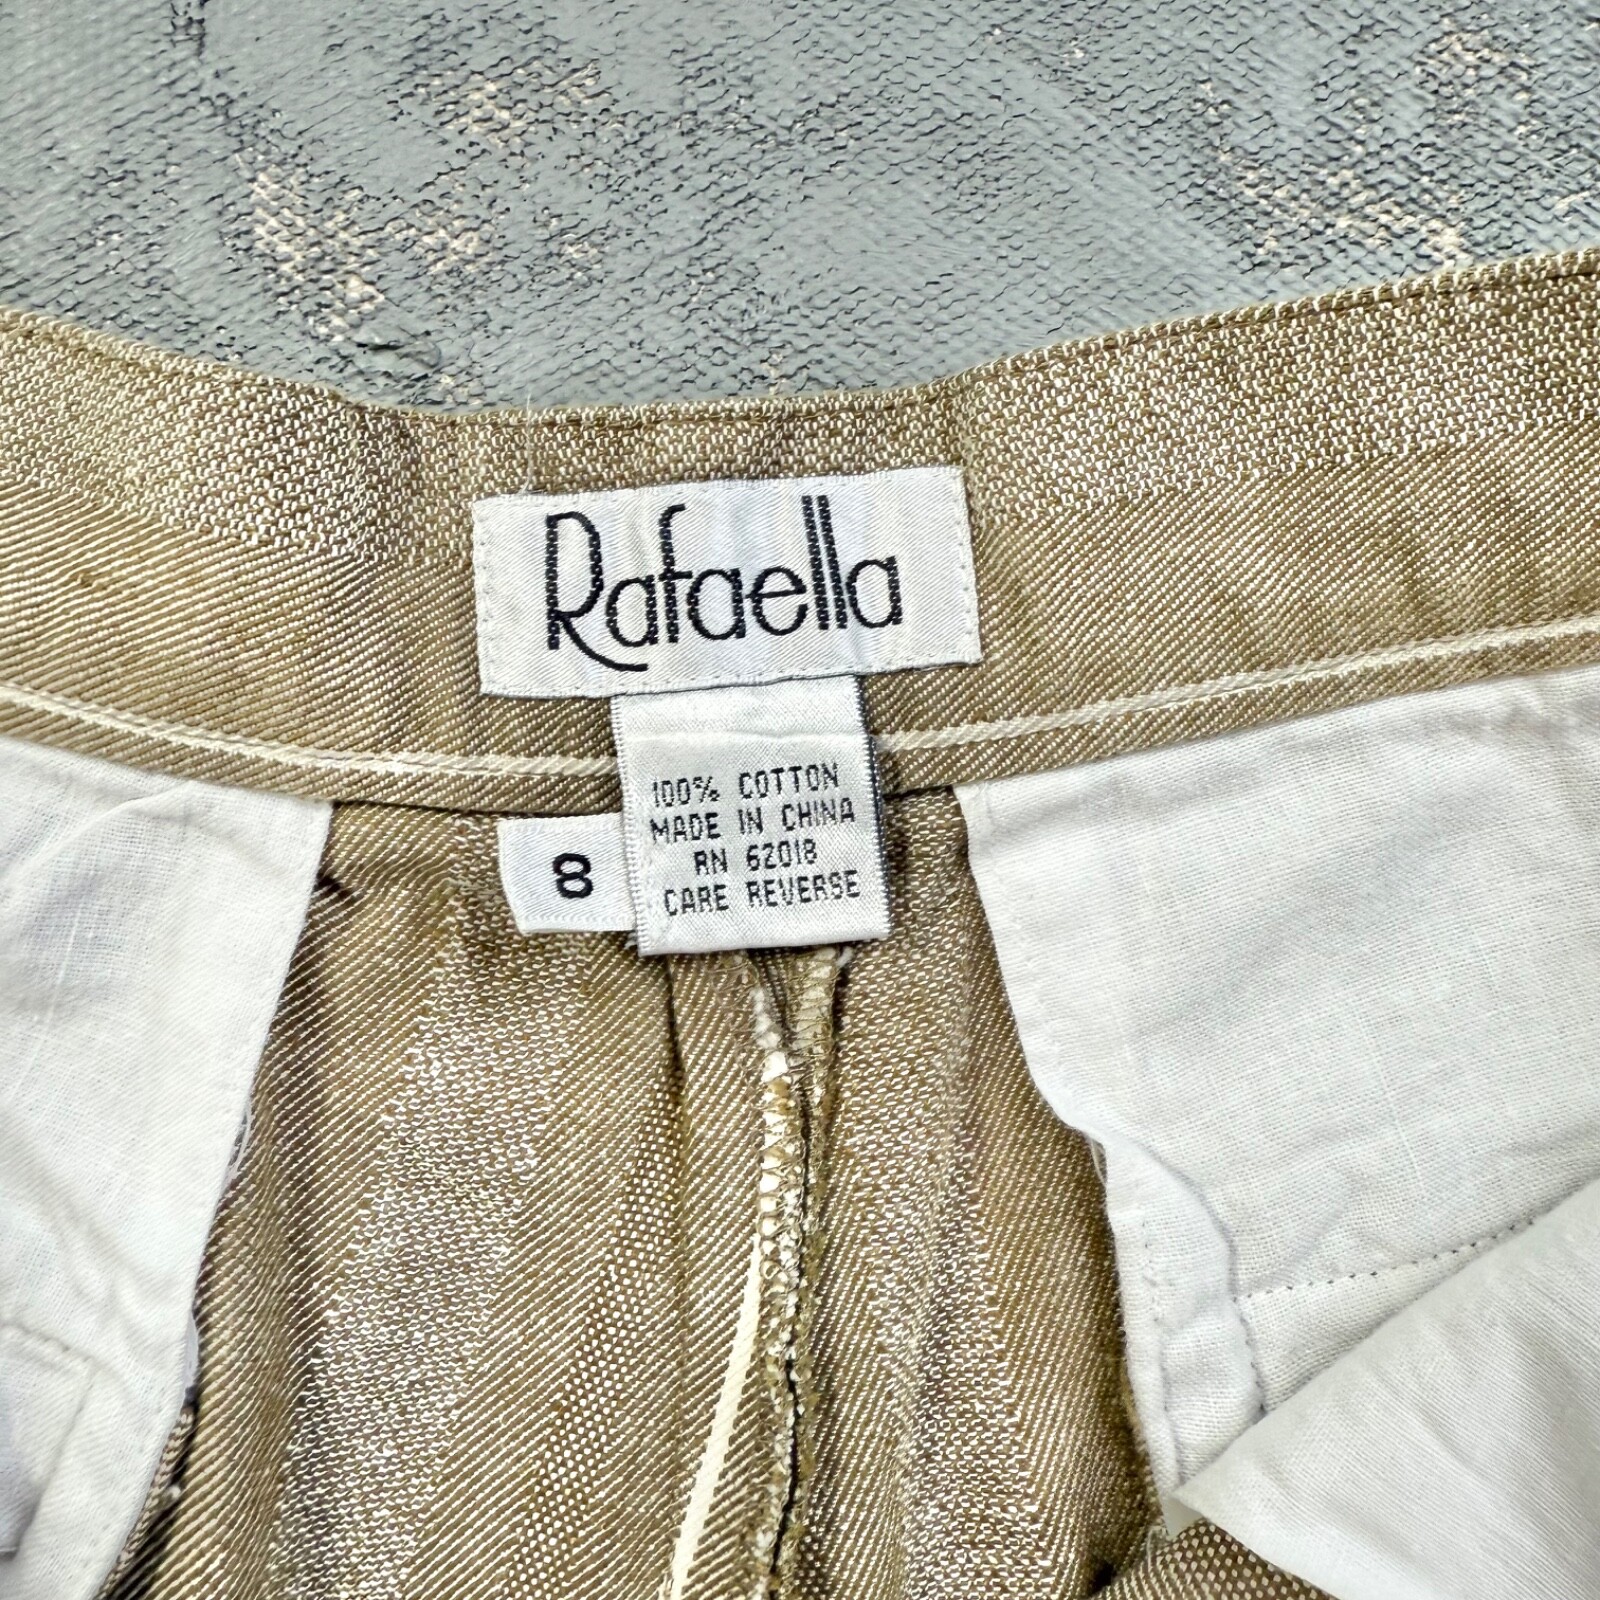 Rafaella
100% COTTON
MADE IN CHINA
RN 62018
CARE REVERSE
8